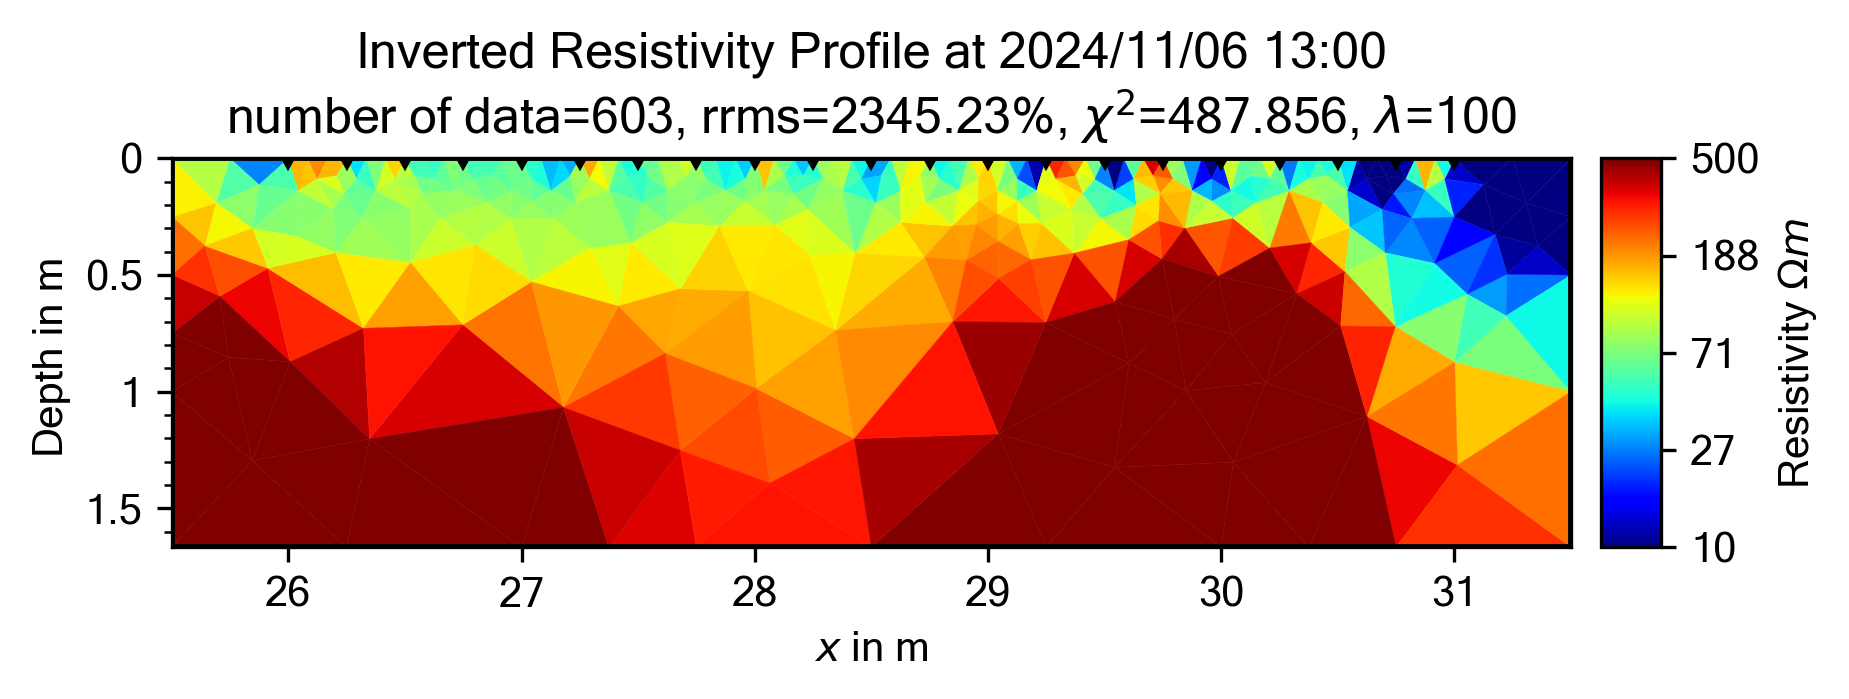 Inverted Resistivity Profile at 2024/11/06 13:00
number of data=603, rrms=2345.23%, χ²=487.856, λ=100
0
0.5
1
1.5
Depth in m
26 27 28 29 30 31
x in m
500
188
71
27
10
Resistivity Ωm